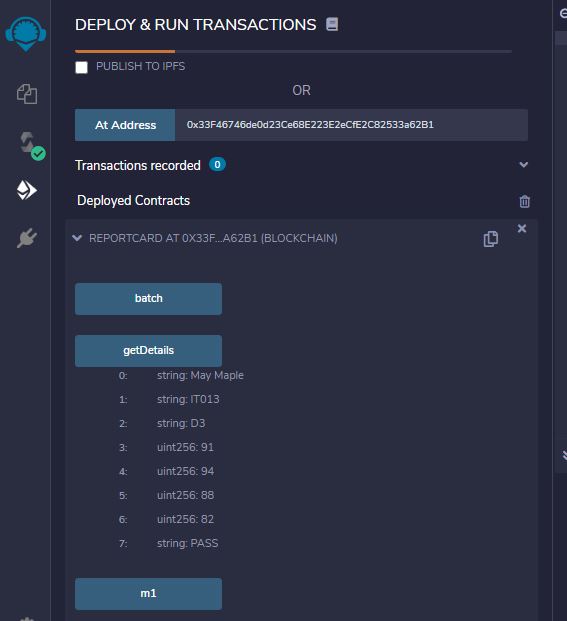 DEPLOY & RUN TRANSACTIONS
PUBLISH TO IPFS
OR
At Address 0x33F46746de0d23Ce68E223E2eCfE2C82533a62B1
Transactions recorded 0
Deployed Contracts
REPORTCARD AT 0X33F...A62B1 (BLOCKCHAIN)
batch
getDetails
0: string: May Maple
1: string: IT013
2: string: D3
3: uint256: 91
4: uint256: 94
5: uint256: 88
6: uint256: 82
7: string: PASS
m1